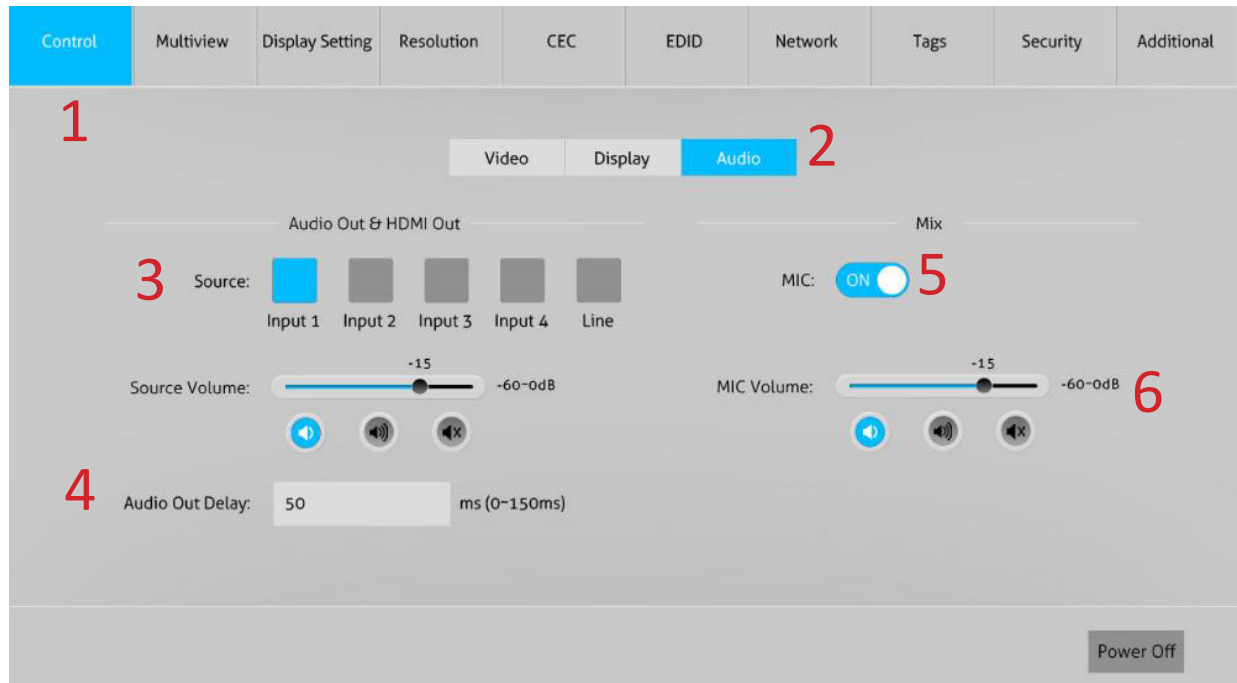 Control Multiview Display Setting Resolution CEC EDID Network Tags Security Additional
1
Video Display Audio 2
Audio Out & HDMI Out
3 Source:
Input 1 Input 2 Input 3 Input 4 Line
-15
Source Volume: -60~0dB
4 Audio Out Delay: 50 ms (0~150ms)
Mix
MIC: ON 5
-15
MIC Volume: -60~0dB 6
Power Off